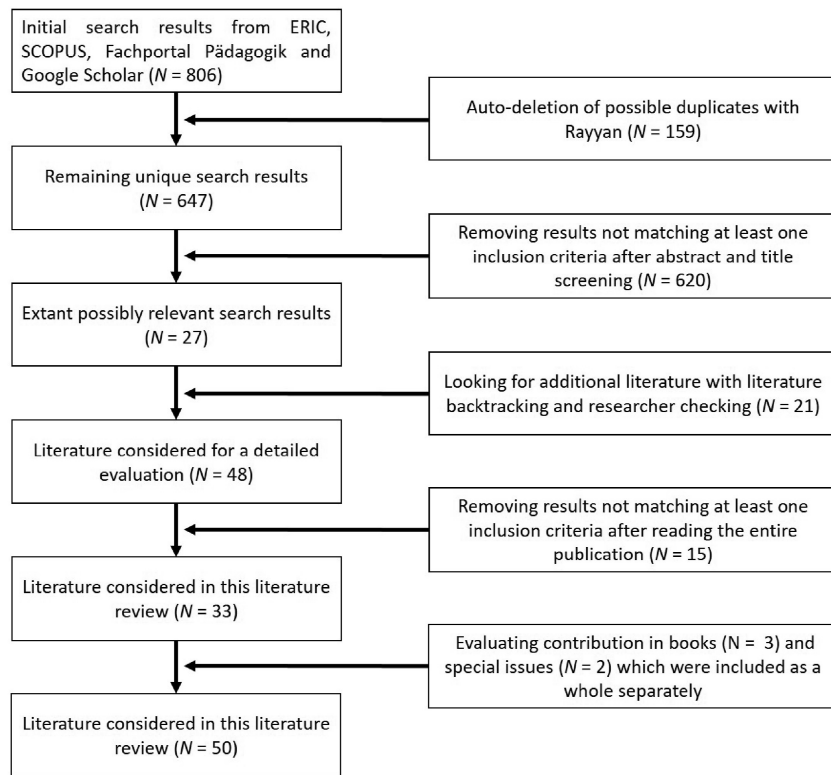 Initial search results from ERIC,
SCOPUS, Fachportal Pädagogik and
Google Scholar (N = 806)
Auto-deletion of possible duplicates with
Rayyan (N = 159)
Remaining unique search results
(N = 647)
Removing results not matching at least one
inclusion criteria after abstract and title
screening (N = 620)
Extant possibly relevant search results
(N = 27)
Looking for additional literature with literature
backtracking and researcher checking (N = 21)
Literature considered for a detailed
evaluation (N = 48)
Removing results not matching at least one
inclusion criteria after reading the entire
publication (N = 15)
Literature considered in this literature
review (N = 33)
Evaluating contribution in books (N = 3) and
special issues (N = 2) which were included as a
whole separately
Literature considered in this literature
review (N = 50)